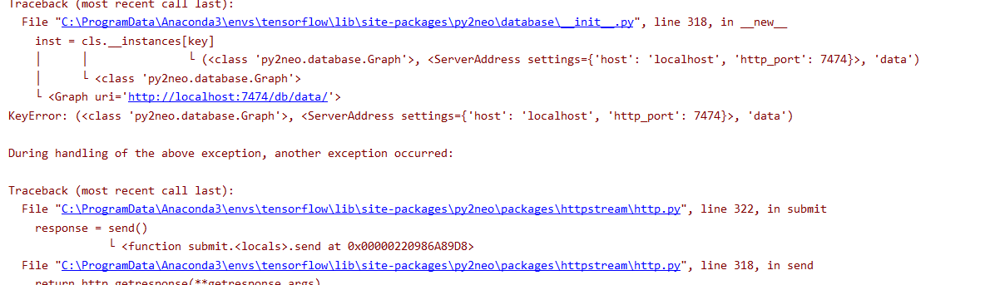 Traceback (most recent call last):
File "C:\ProgramData\Anaconda3\envs\tensorflow\lib\site-packages\py2neo\database\__init__.py", line 318, in __new__
inst = cls.__instances[key]
│ │ └ (<class 'py2neo.database.Graph'>, <ServerAddress settings={'host': 'localhost', 'http_port': 7474}>, 'data')
│ └ <class 'py2neo.database.Graph'>
└ <Graph uri='http://localhost:7474/db/data/'>
KeyError: (<class 'py2neo.database.Graph'>, <ServerAddress settings={'host': 'localhost', 'http_port': 7474}>, 'data')
During handling of the above exception, another exception occurred:
Traceback (most recent call last):
File "C:\ProgramData\Anaconda3\envs\tensorflow\lib\site-packages\py2neo\packages\httpstream\http.py", line 322, in submit
response = send()
└ <function submit.<locals>.send at 0x00000220986A89D8>
File "C:\ProgramData\Anaconda3\envs\tensorflow\lib\site-packages\py2neo\packages\httpstream\http.py", line 318, in send
return http.getresponse(**getresponse_args)